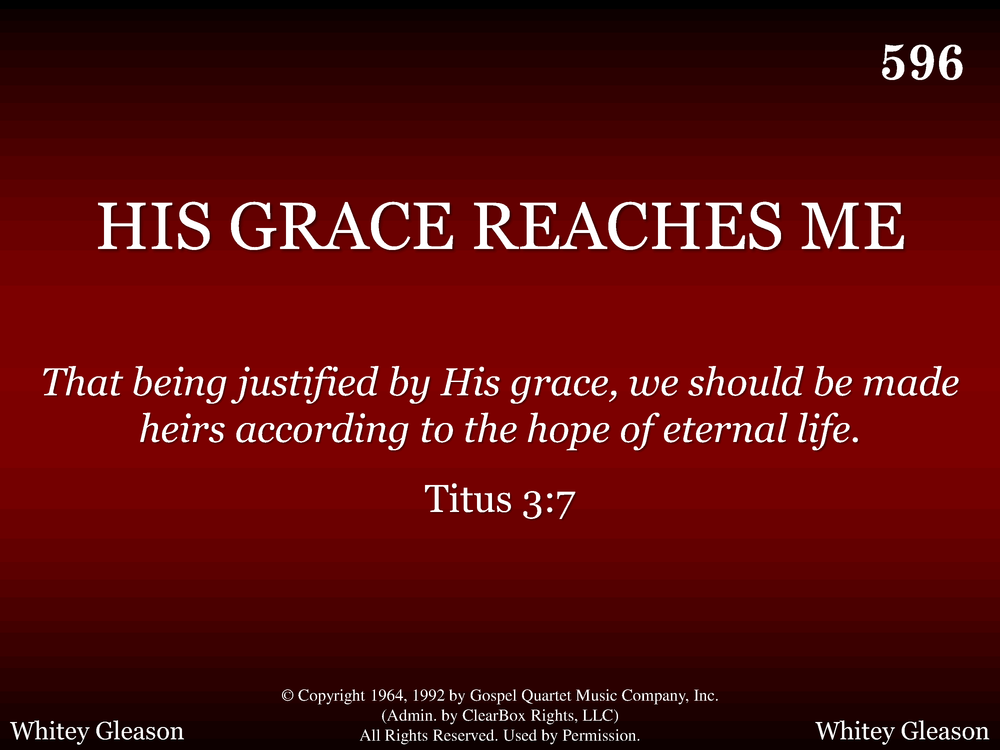 596
HIS GRACE REACHES ME
That being justified by His grace, we should be made
heirs according to the hope of eternal life.
Titus 3:7
© Copyright 1964, 1992 by Gospel Quartet Music Company, Inc.
(Admin. by ClearBox Rights, LLC)
All Rights Reserved. Used by Permission.
Whitey Gleason
Whitey Gleason